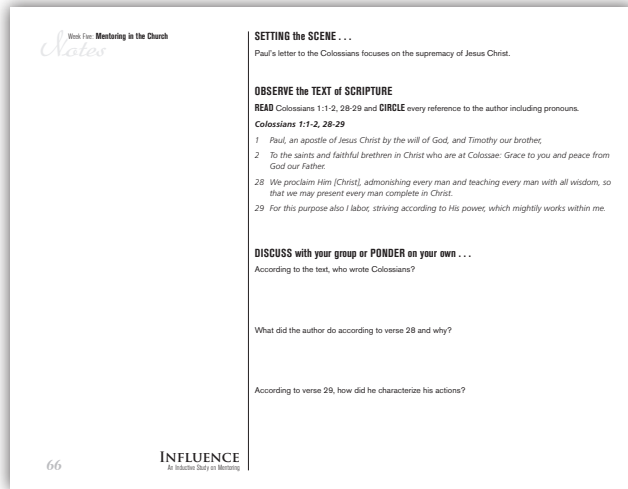 Week Five: Mentoring in the Church
Notes
SETTING the SCENE . . .
Paul's letter to the Colossians focuses on the supremacy of Jesus Christ.
OBSERVE the TEXT of SCRIPTURE
READ Colossians 1:1-2, 28-29 and CIRCLE every reference to the author including pronouns.
Colossians 1:1-2, 28-29
1 Paul, an apostle of Jesus Christ by the will of God, and Timothy our brother,
2 To the saints and faithful brethren in Christ who are at Colossae: Grace to you and peace from
God our Father.
28 We proclaim Him [Christ], admonishing every man and teaching every man with all wisdom, so
that we may present every man complete in Christ.
29 For this purpose also I labor, striving according to His power, which mightily works within me.
DISCUSS with your group or PONDER on your own . . .
According to the text, who wrote Colossians?
What did the author do according to verse 28 and why?
According to verse 29, how did he characterize his actions?
66
INFLUENCE
An Inductive Study on Mentoring